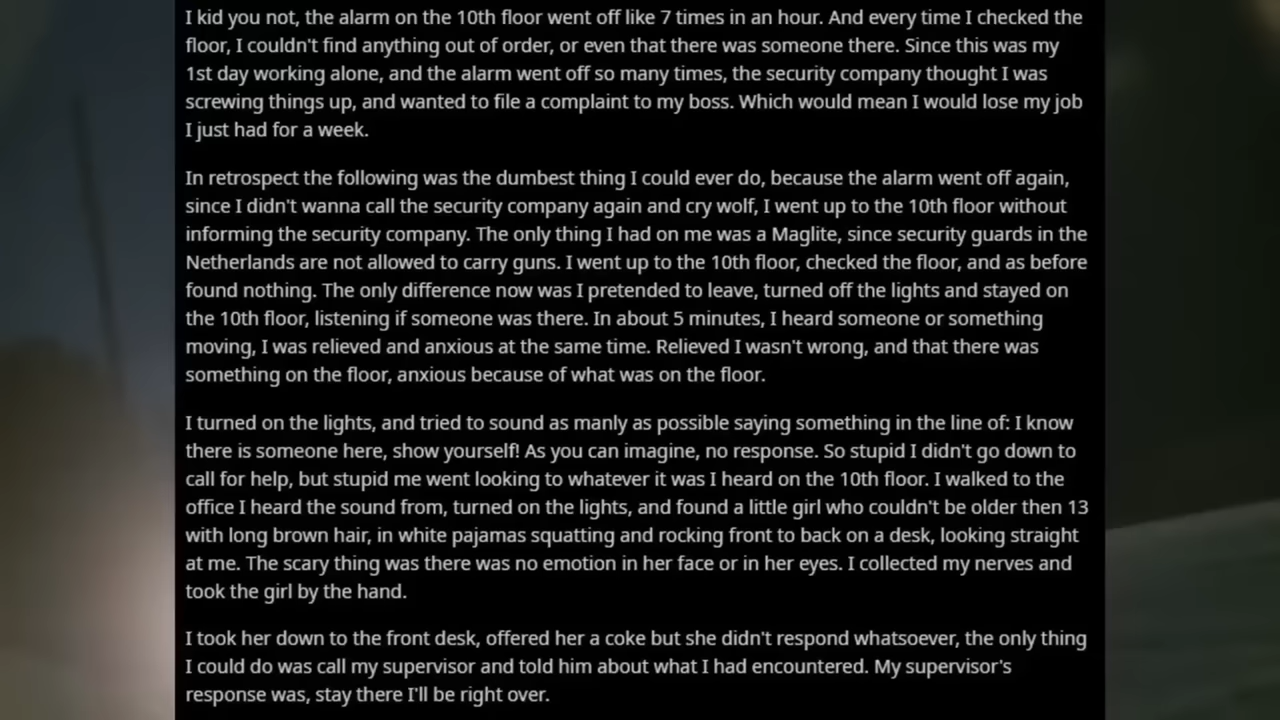 I kid you not, the alarm on the 10th floor went off like 7 times in an hour. And every time I checked the
floor, I couldn't find anything out of order, or even that there was someone there. Since this was my
1st day working alone, and the alarm went off so many times, the security company thought I was
screwing things up, and wanted to file a complaint to my boss. Which would mean I would lose my job
I just had for a week.
In retrospect the following was the dumbest thing I could ever do, because the alarm went off again,
since I didn't wanna call the security company again and cry wolf, I went up to the 10th floor without
informing the security company. The only thing I had on me was a Maglite, since security guards in the
Netherlands are not allowed to carry guns. I went up to the 10th floor, checked the floor, and as before
found nothing. The only difference now was I pretended to leave, turned off the lights and stayed on
the 10th floor, listening if someone was there. In about 5 minutes, I heard someone or something
moving, I was relieved and anxious at the same time. Relieved I wasn't wrong, and that there was
something on the floor, anxious because of what was on the floor.
I turned on the lights, and tried to sound as manly as possible saying something in the line of: I know
there is someone here, show yourself! As you can imagine, no response. So stupid I didn't go down to
call for help, but stupid me went looking to whatever it was I heard on the 10th floor. I walked to the
office I heard the sound from, turned on the lights, and found a little girl who couldn't be older then 13
with long brown hair, in white pajamas squatting and rocking front to back on a desk, looking straight
at me. The scary thing was there was no emotion in her face or in her eyes. I collected my nerves and
took the girl by the hand.
I took her down to the front desk, offered her a coke but she didn't respond whatsoever, the only thing
I could do was call my supervisor and told him about what I had encountered. My supervisor's
response was, stay there I'll be right over.